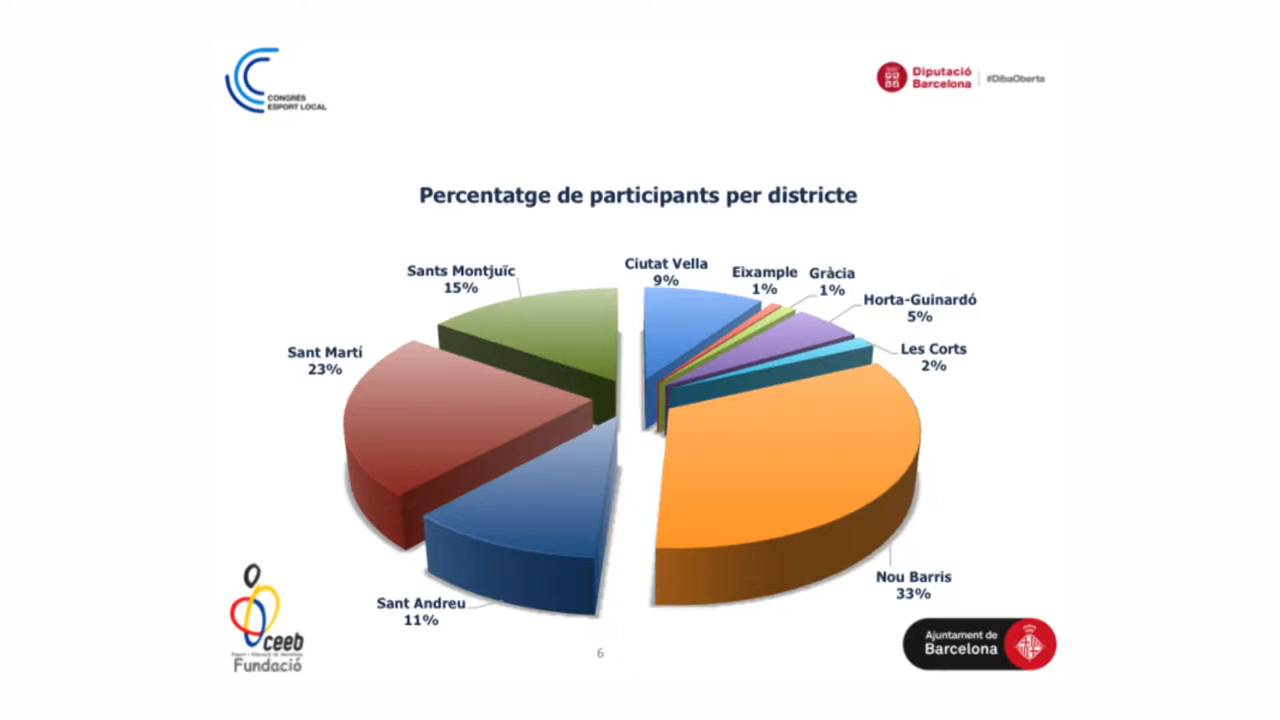 CONGRÉS
ESPORT LOCAL
Diputació
Barcelona
#DibaOberta
Percentatge de participants per districte
Ciutat Vella
9%
Eixample
1%
Gràcia
1%
Horta-Guinardó
5%
Les Corts
2%
Nou Barris
33%
Sant Andreu
11%
Sant Martí
23%
Sants Montjuïc
15%
ceeb
Fundació
6
Ajuntament de
Barcelona